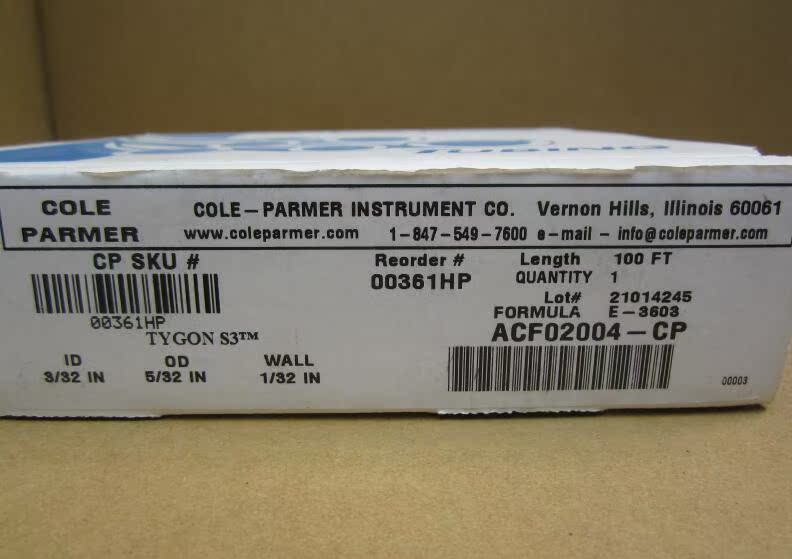 TUBING
COLE PARMER
COLE-PARMER INSTRUMENT CO. Vernon Hills, Illinois 60061
www.coleparmer.com 1-847-549-7600 e-mail - info@coleparmer.com
CP SKU #
00361HP
TYGON S3™
ID OD WALL
3/32 IN 5/32 IN 1/32 IN
Reorder #
00361HP
Length 100 FT
QUANTITY 1
Lot# 21014245
FORMULA E-3603
ACF02004-CP
00003